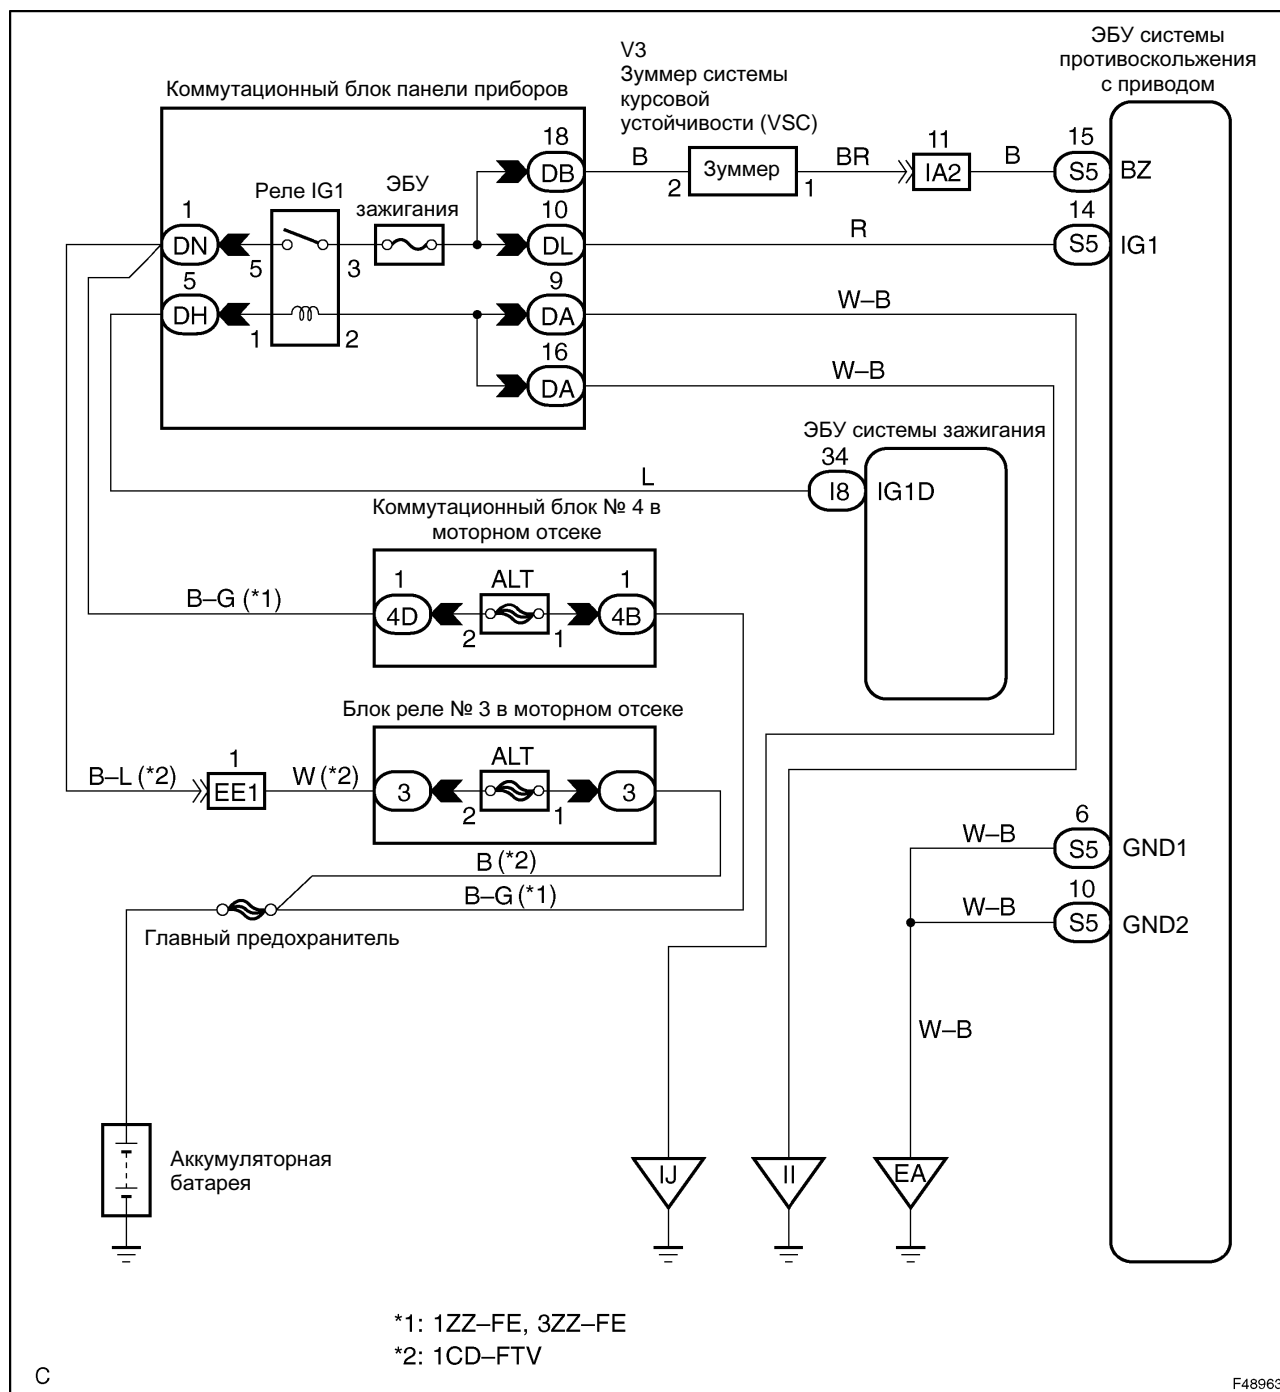 ЭБУ системы
противоскольжения
с приводом
V3
Зуммер системы
курсовой
устойчивости (VSC)
Коммутационный блок панели приборов
18
DB
B
2
Зуммер
1
BR
11
IA2
B
15
S5
BZ
Реле IG1
ЭБУ
зажигания
1
DN
5
3
10
DL
R
14
S5
IG1
5
DH
1
2
9
DA
W–B
16
DA
W–B
ЭБУ системы зажигания
34
I8
IG1D
L
Коммутационный блок № 4 в
моторном отсеке
B–G (*1)
1
4D
2
ALT
1
1
4B
Блок реле № 3 в моторном отсеке
B–L (*2)
1
EE1
W (*2)
3
2
ALT
1
3
B (*2)
B–G (*1)
Главный предохранитель
W–B
6
S5
GND1
W–B
10
S5
GND2
W–B
Аккумуляторная
батарея
IJ
II
EA
*1: 1ZZ–FE, 3ZZ–FE
*2: 1CD–FTV
C
F48963